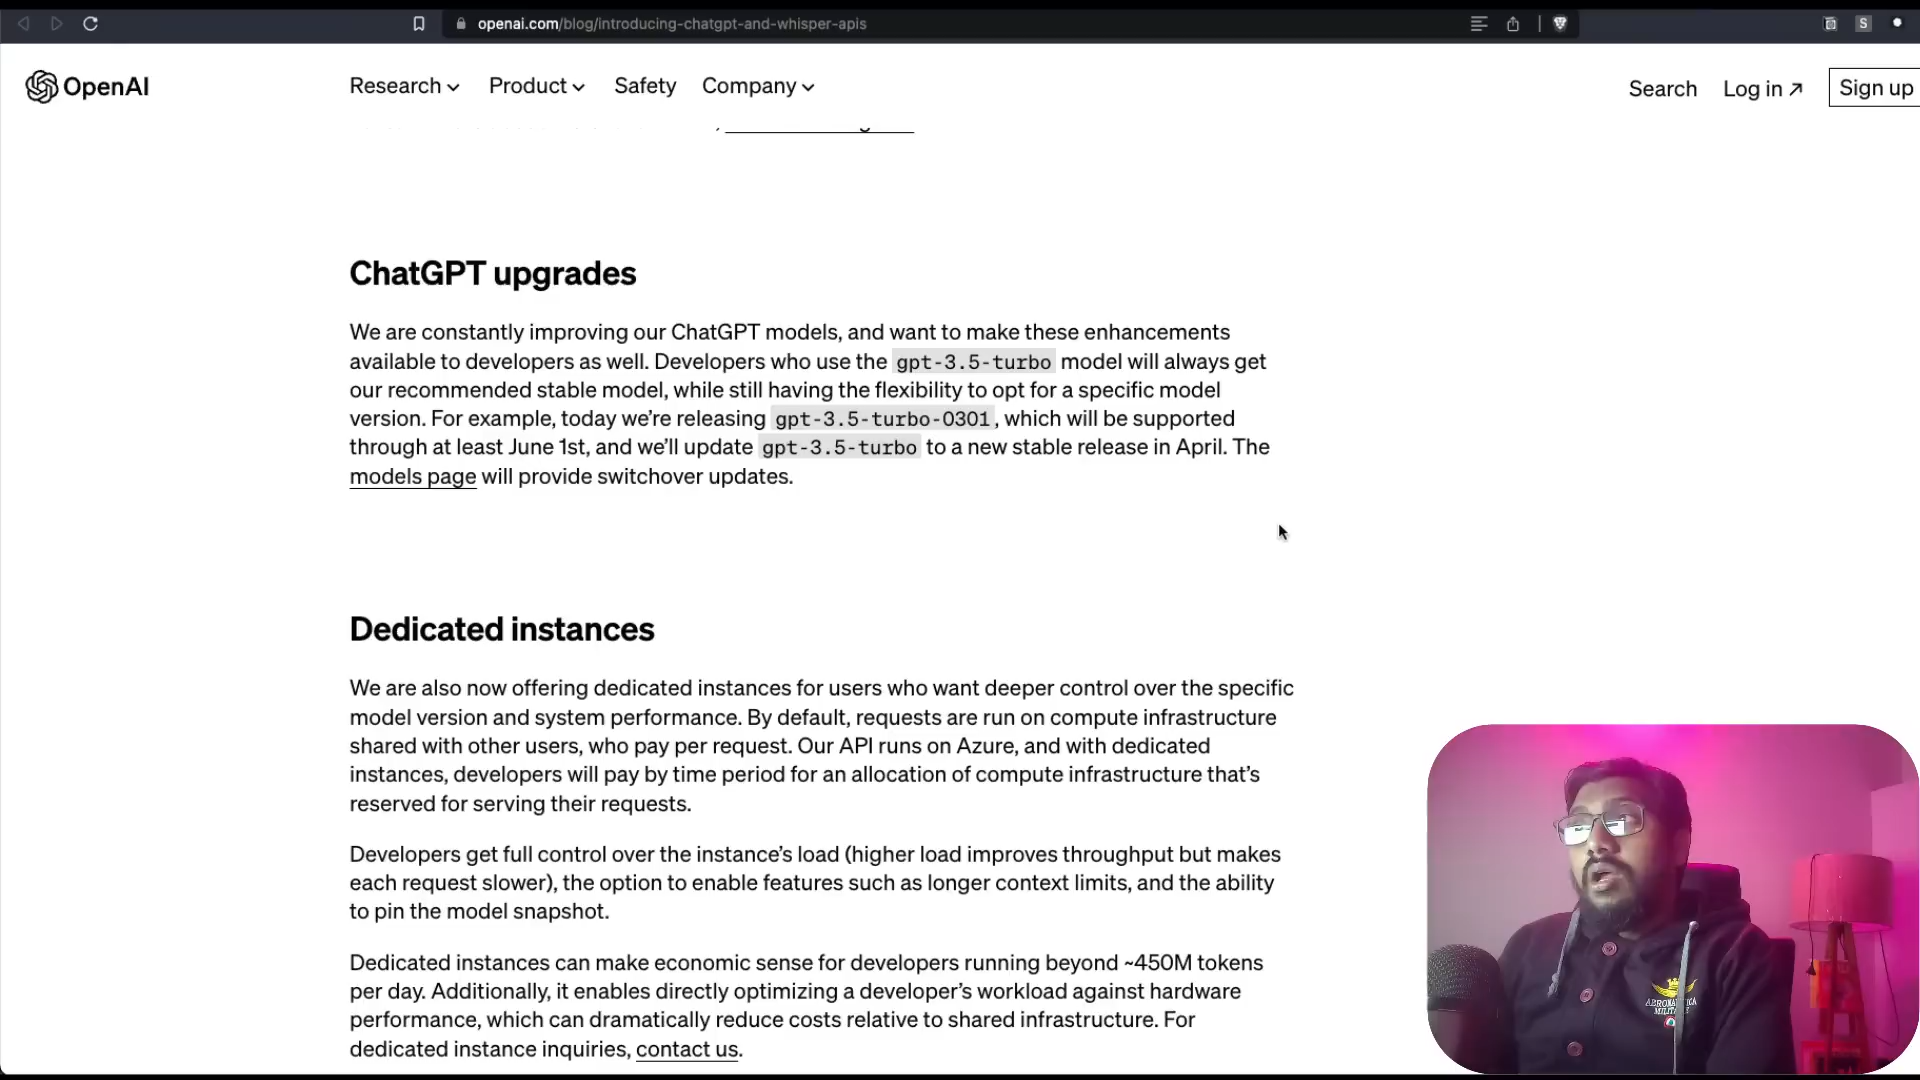 openai.com/blog/introducing-chatgpt-and-whisper-apis
S
OpenAI
Research
Product
Safety
Company
Search
Log in ↗
Sign up
ChatGPT upgrades
We are constantly improving our ChatGPT models, and want to make these enhancements
available to developers as well. Developers who use the gpt-3.5-turbo model will always get
our recommended stable model, while still having the flexibility to opt for a specific model
version. For example, today we’re releasing gpt-3.5-turbo-0301, which will be supported
through at least June 1st, and we’ll update gpt-3.5-turbo to a new stable release in April. The
models page will provide switchover updates.
Dedicated instances
We are also now offering dedicated instances for users who want deeper control over the specific
model version and system performance. By default, requests are run on compute infrastructure
shared with other users, who pay per request. Our API runs on Azure, and with dedicated
instances, developers will pay by time period for an allocation of compute infrastructure that’s
reserved for serving their requests.
Developers get full control over the instance’s load (higher load improves throughput but makes
each request slower), the option to enable features such as longer context limits, and the ability
to pin the model snapshot.
Dedicated instances can make economic sense for developers running beyond ~450M tokens
per day. Additionally, it enables directly optimizing a developer’s workload against hardware
performance, which can dramatically reduce costs relative to shared infrastructure. For
dedicated instance inquiries, contact us.